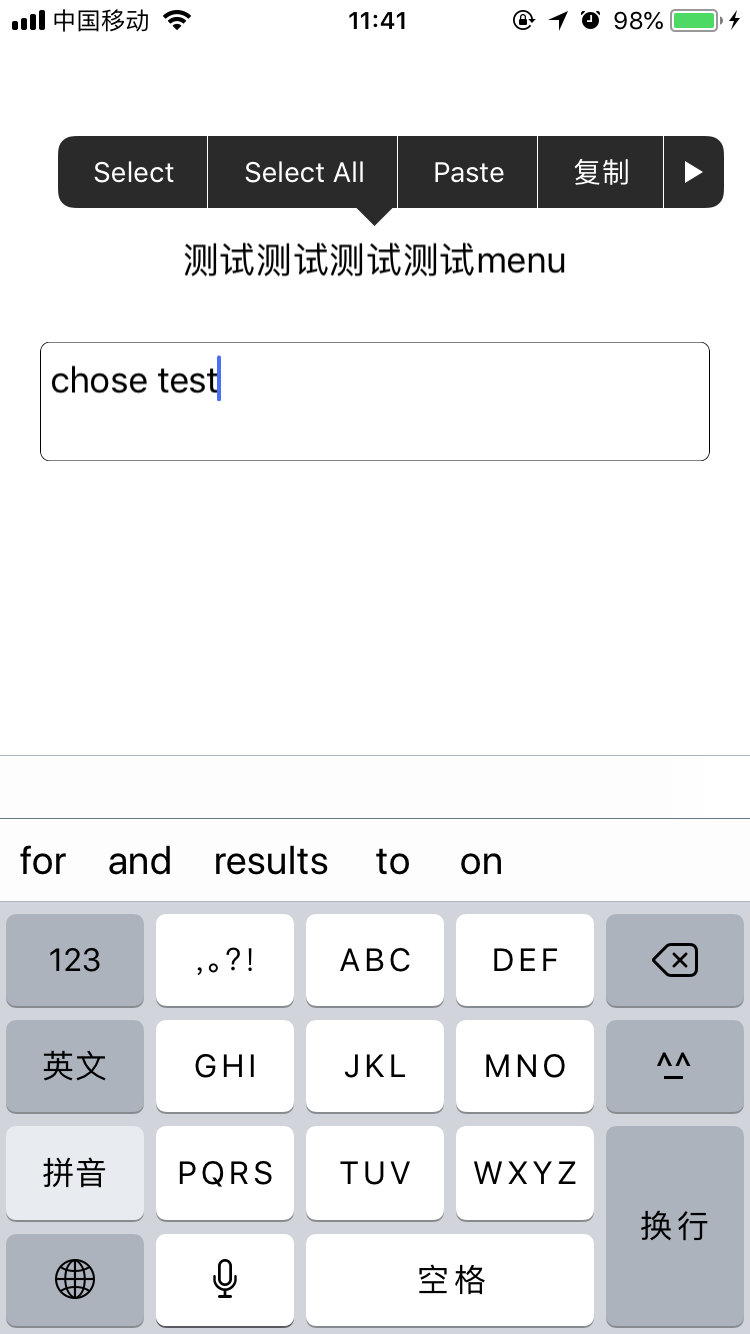 中国移动 11:41 98%
Select Select All Paste 复制
测试测试测试测试menu
chose test
for and results to on
123 ,。?! ABC DEF
英文 GHI JKL MNO ^^
拼音 PQRS TUV WXYZ
换行
空格